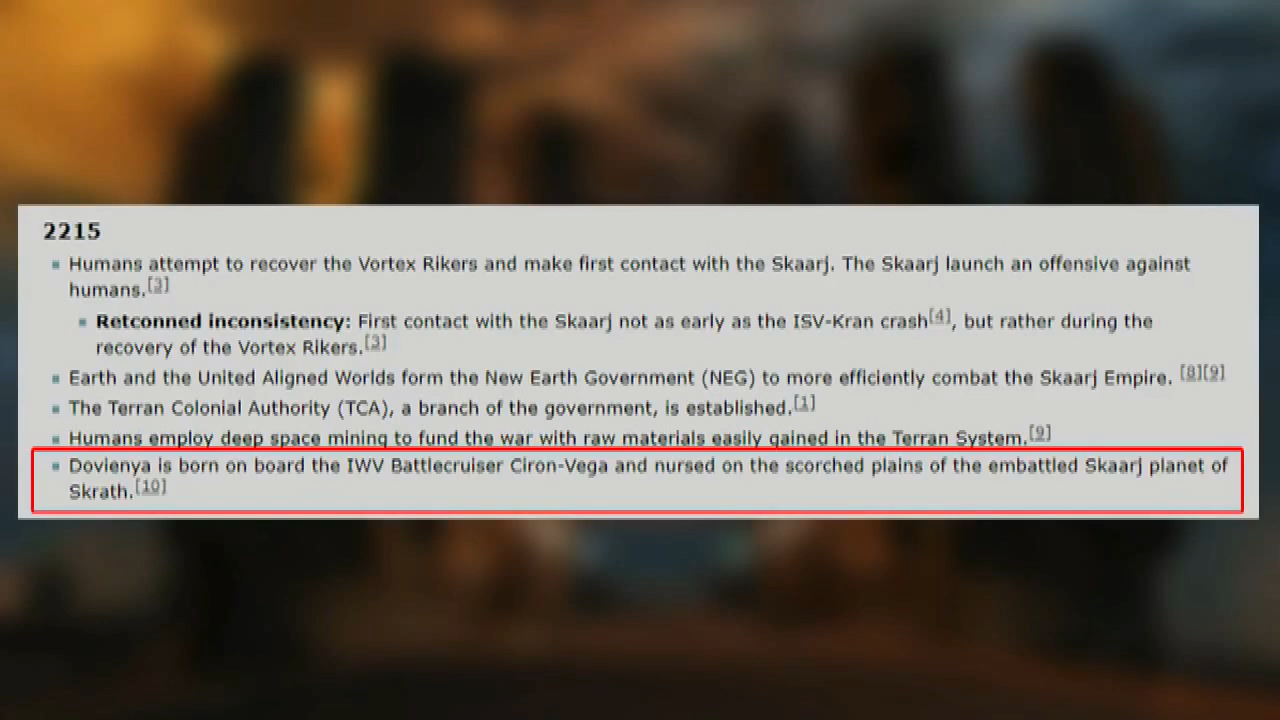 2215
Humans attempt to recover the Vortex Rikers and make first contact with the Skaarj. The Skaarj launch an offensive against
humans.[3]
Retconned inconsistency: First contact with the Skaarj not as early as the ISV-Kran crash[4], but rather during the
recovery of the Vortex Rikers.[3]
Earth and the United Aligned Worlds form the New Earth Government (NEG) to more efficiently combat the Skaarj Empire. [8][9]
The Terran Colonial Authority (TCA), a branch of the government, is established.[1]
Humans employ deep space mining to fund the war with raw materials easily gained in the Terran System.[9]
Dovienya is born on board the IWV Battlecruiser Ciron-Vega and nursed on the scorched plains of the embattled Skaarj planet of
Skrath.[10]